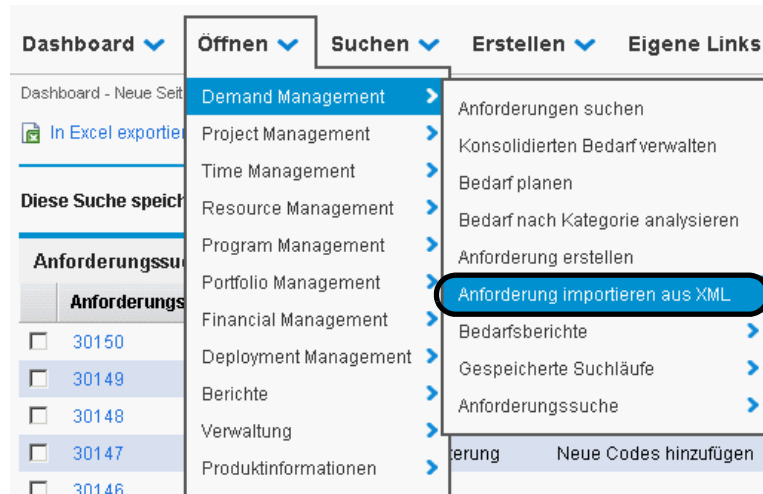 Dashboard Öffnen Suchen Erstellen Eigene Links
Dashboard - Neue Seit
In Excel exportie
Diese Suche speich
Anforderungssu
Anforderungs
30150
30149
30148
30147
30146
Demand Management
Project Management
Time Management
Resource Management
Program Management
Portfolio Management
Financial Management
Deployment Management
Berichte
Verwaltung
Produktinformationen
Anforderungen suchen
Konsolidierten Bedarf verwalten
Bedarf planen
Bedarf nach Kategorie analysieren
Anforderung erstellen
Anforderung importieren aus XML
Bedarfsberichte
Gespeicherte Suchläufe
Anforderungssuche
terung Neue Codes hinzufügen